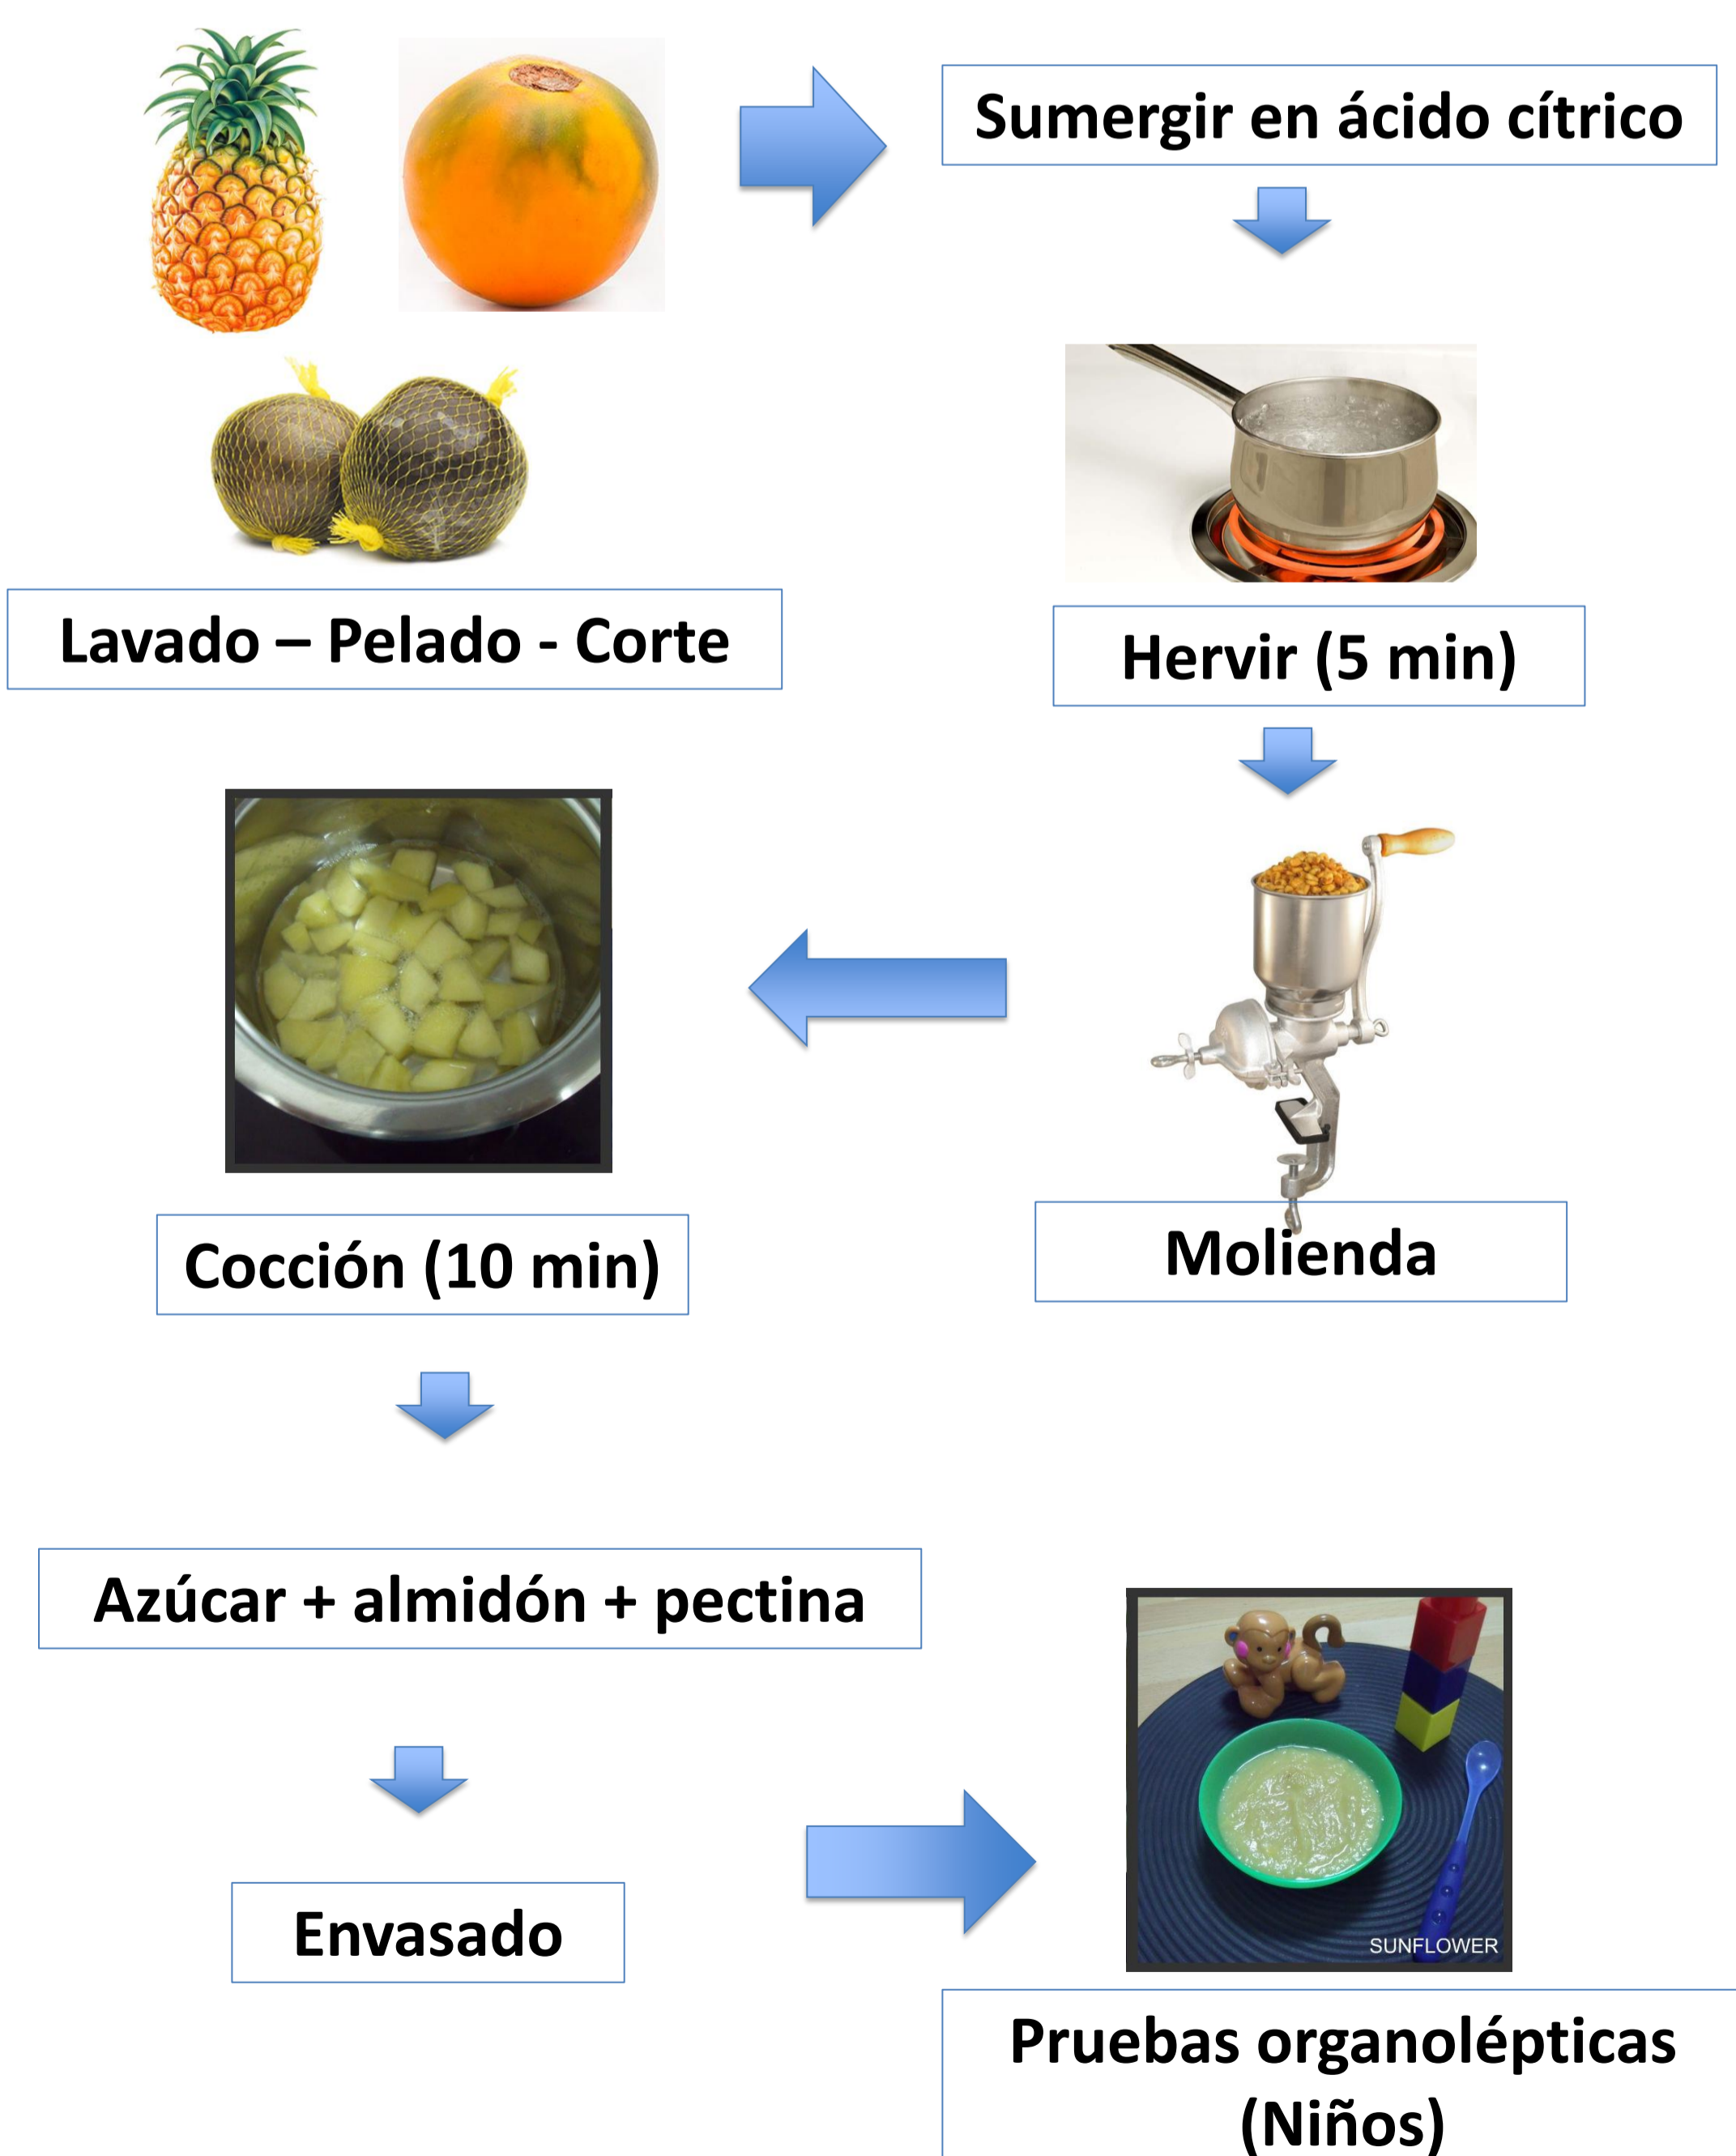 Sumergir en ácido cítrico
Lavado – Pelado - Corte
Hervir (5 min)
Cocción (10 min)
Molienda
Azúcar + almidón + pectina
Envasado
SUNFLOWER
Pruebas organolépticas
(Niños)